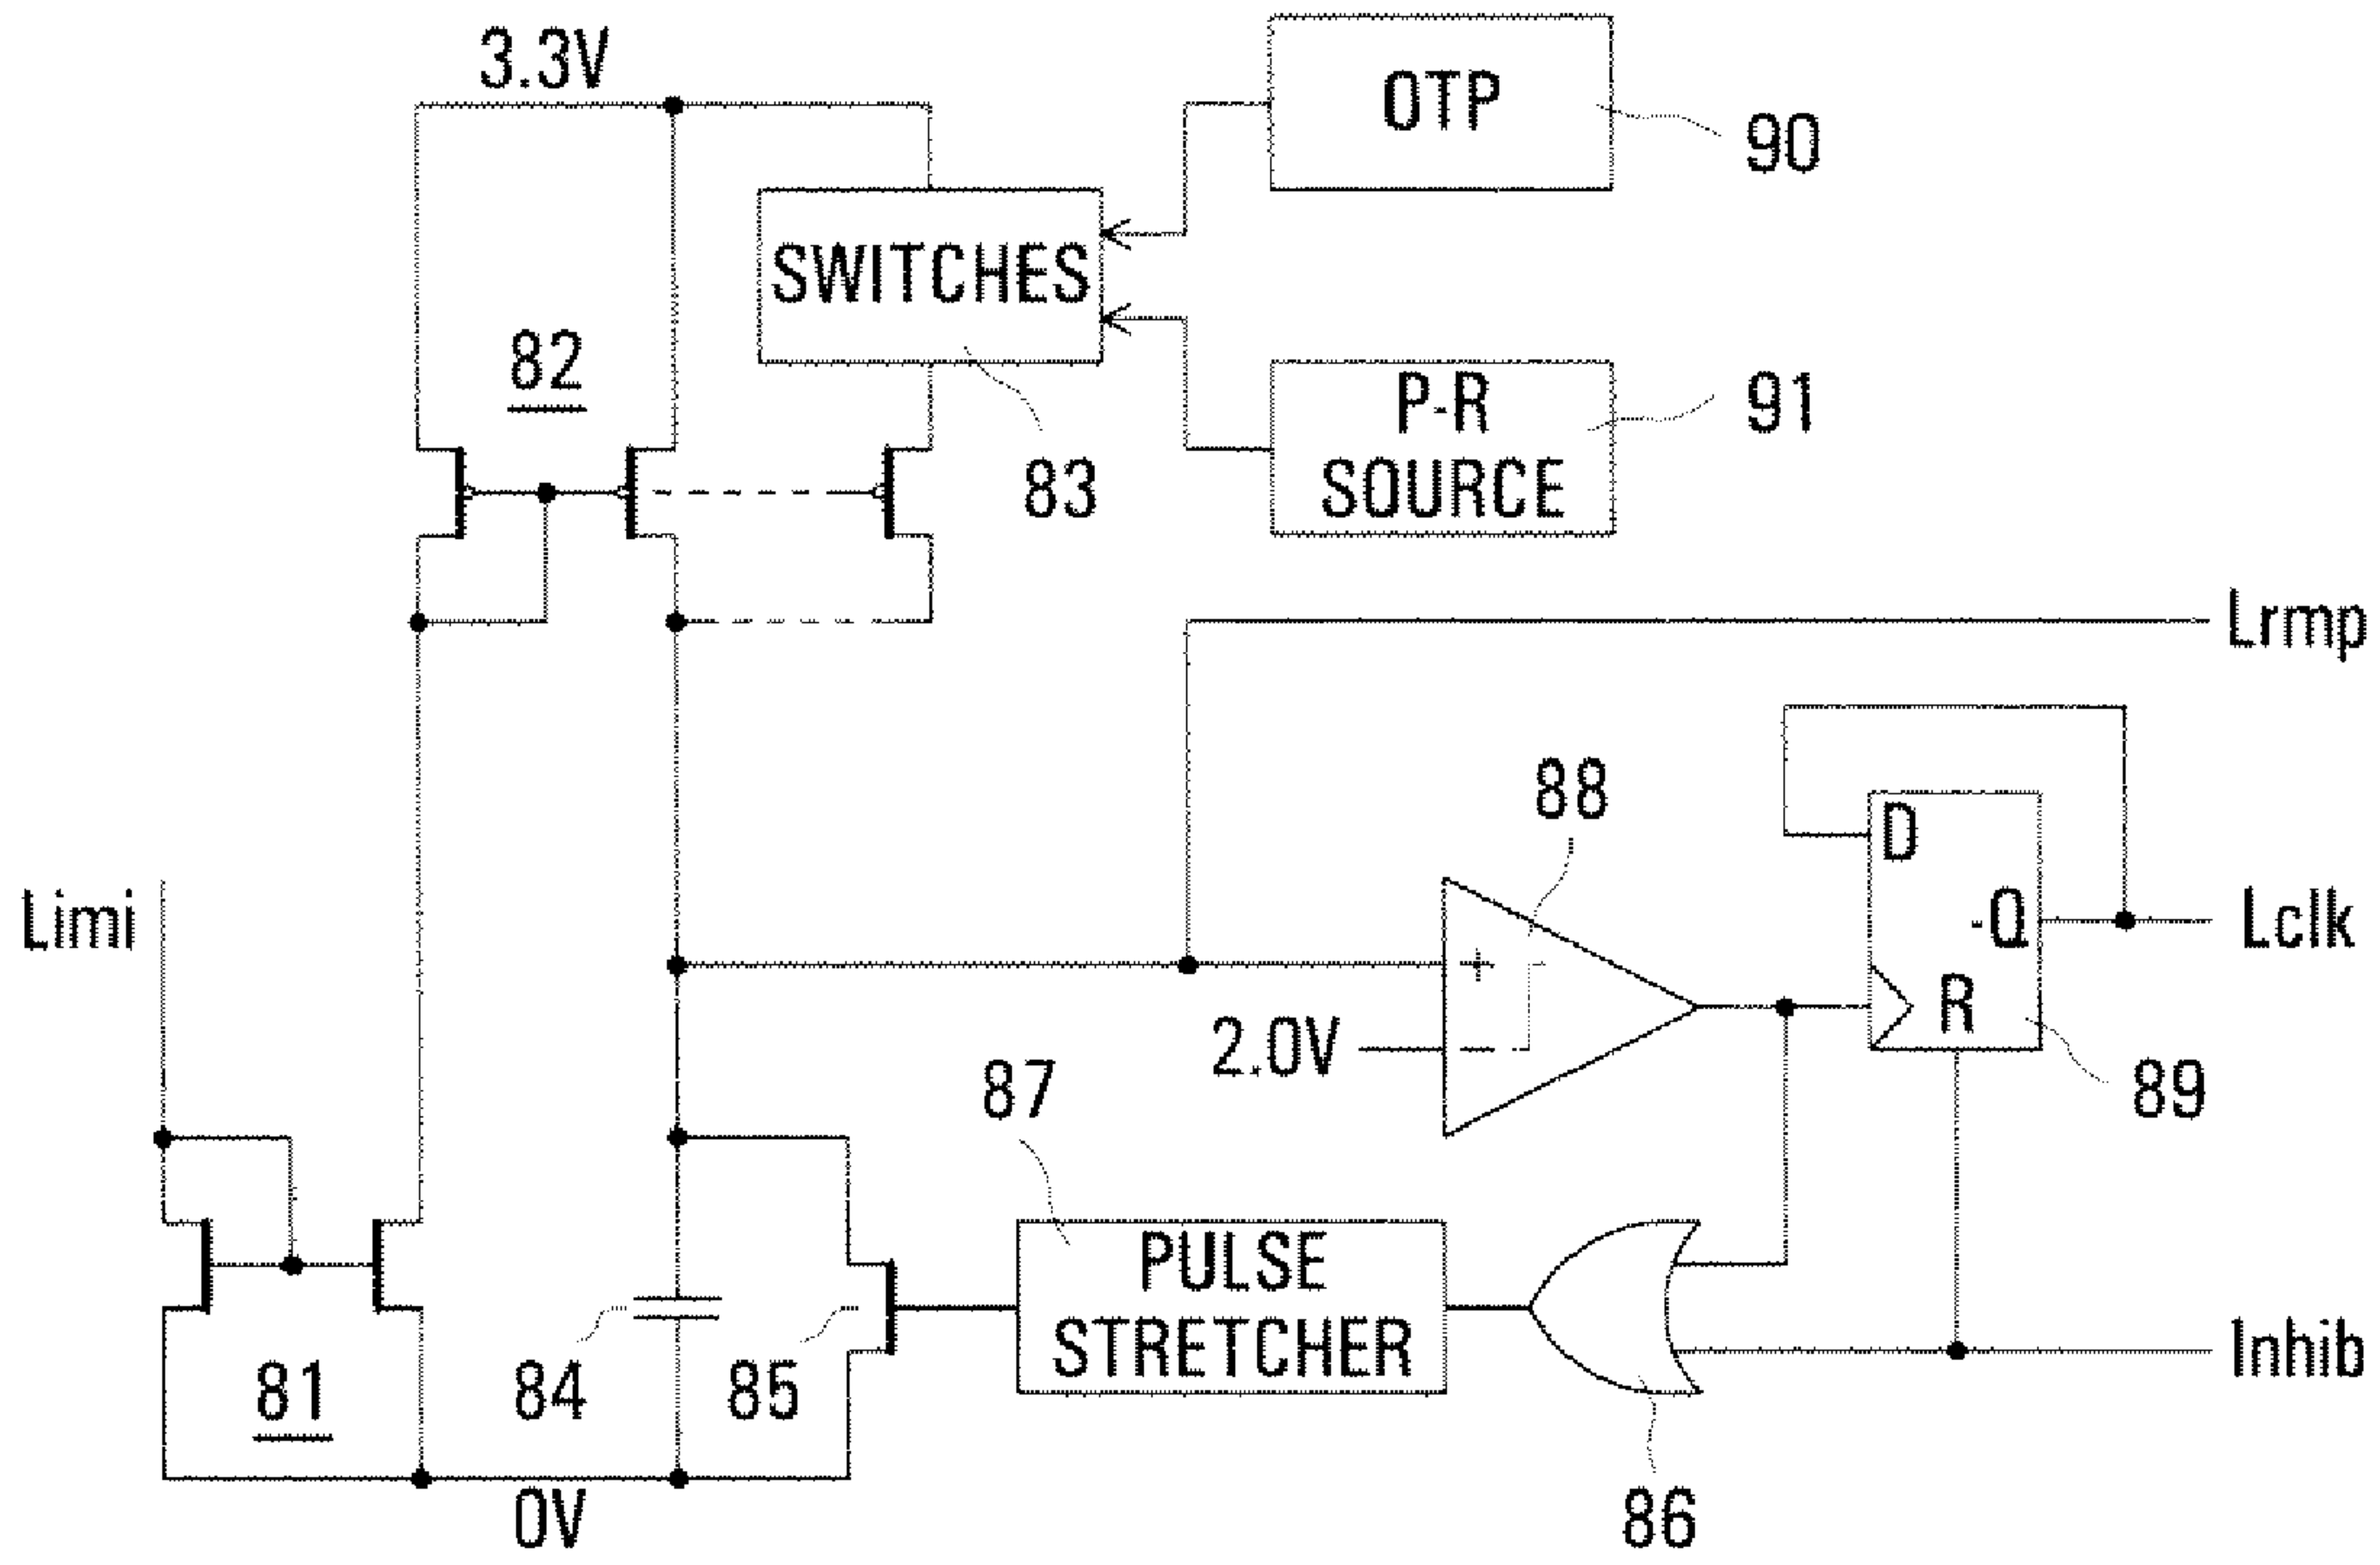 3.3V
OTP
90
SWITCHES
82
P-R
SOURCE
91
83
Lrmp
88
D
-Q
Limi
Lclk
+
R
2.0V
-
87
89
PULSE
STRETCHER
84
85
81
Inhib
0V
86